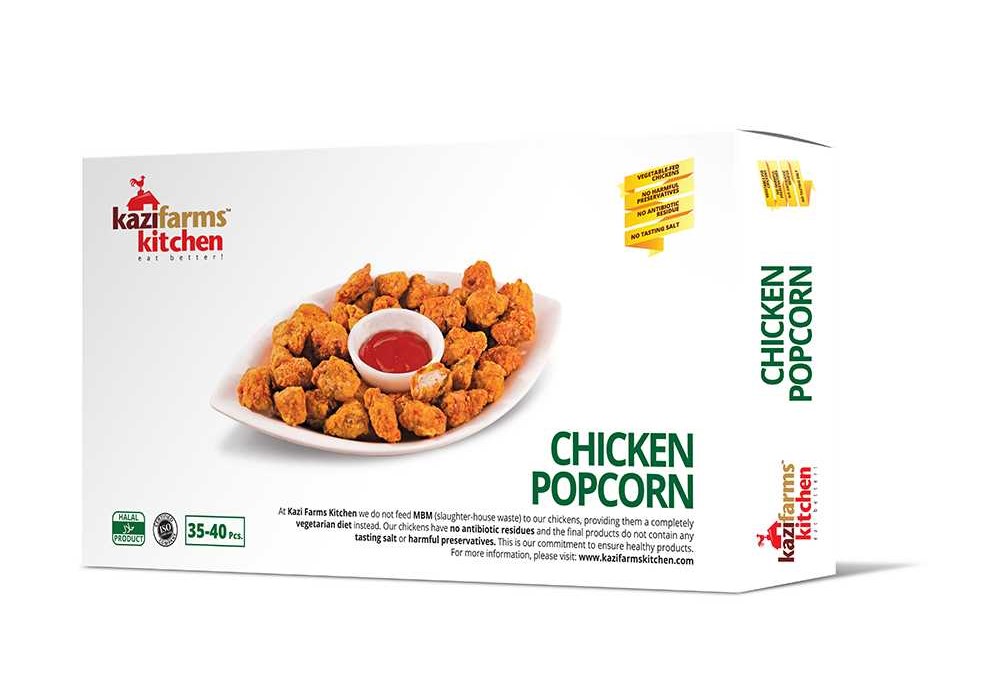 kazifarms™
kitchen
eat better!
VEGETABLE-FED
CHICKENS
NO HARMFUL
PRESERVATIVES
NO ANTIBIOTIC
RESIDUE
NO TASTING SALT
CHICKEN
POPCORN
At Kazi Farms Kitchen we do not feed MBM (slaughter-house waste) to our chickens, providing them a completely
vegetarian diet instead. Our chickens have no antibiotic residues and the final products do not contain any
tasting salt or harmful preservatives. This is our commitment to ensure healthy products.
For more information, please visit: www.kazifarmskitchen.com
HALAL
PRODUCT
ISO
35-40 Pcs.
CHICKEN
POPCORN
kazifarms™
kitchen
eat better!